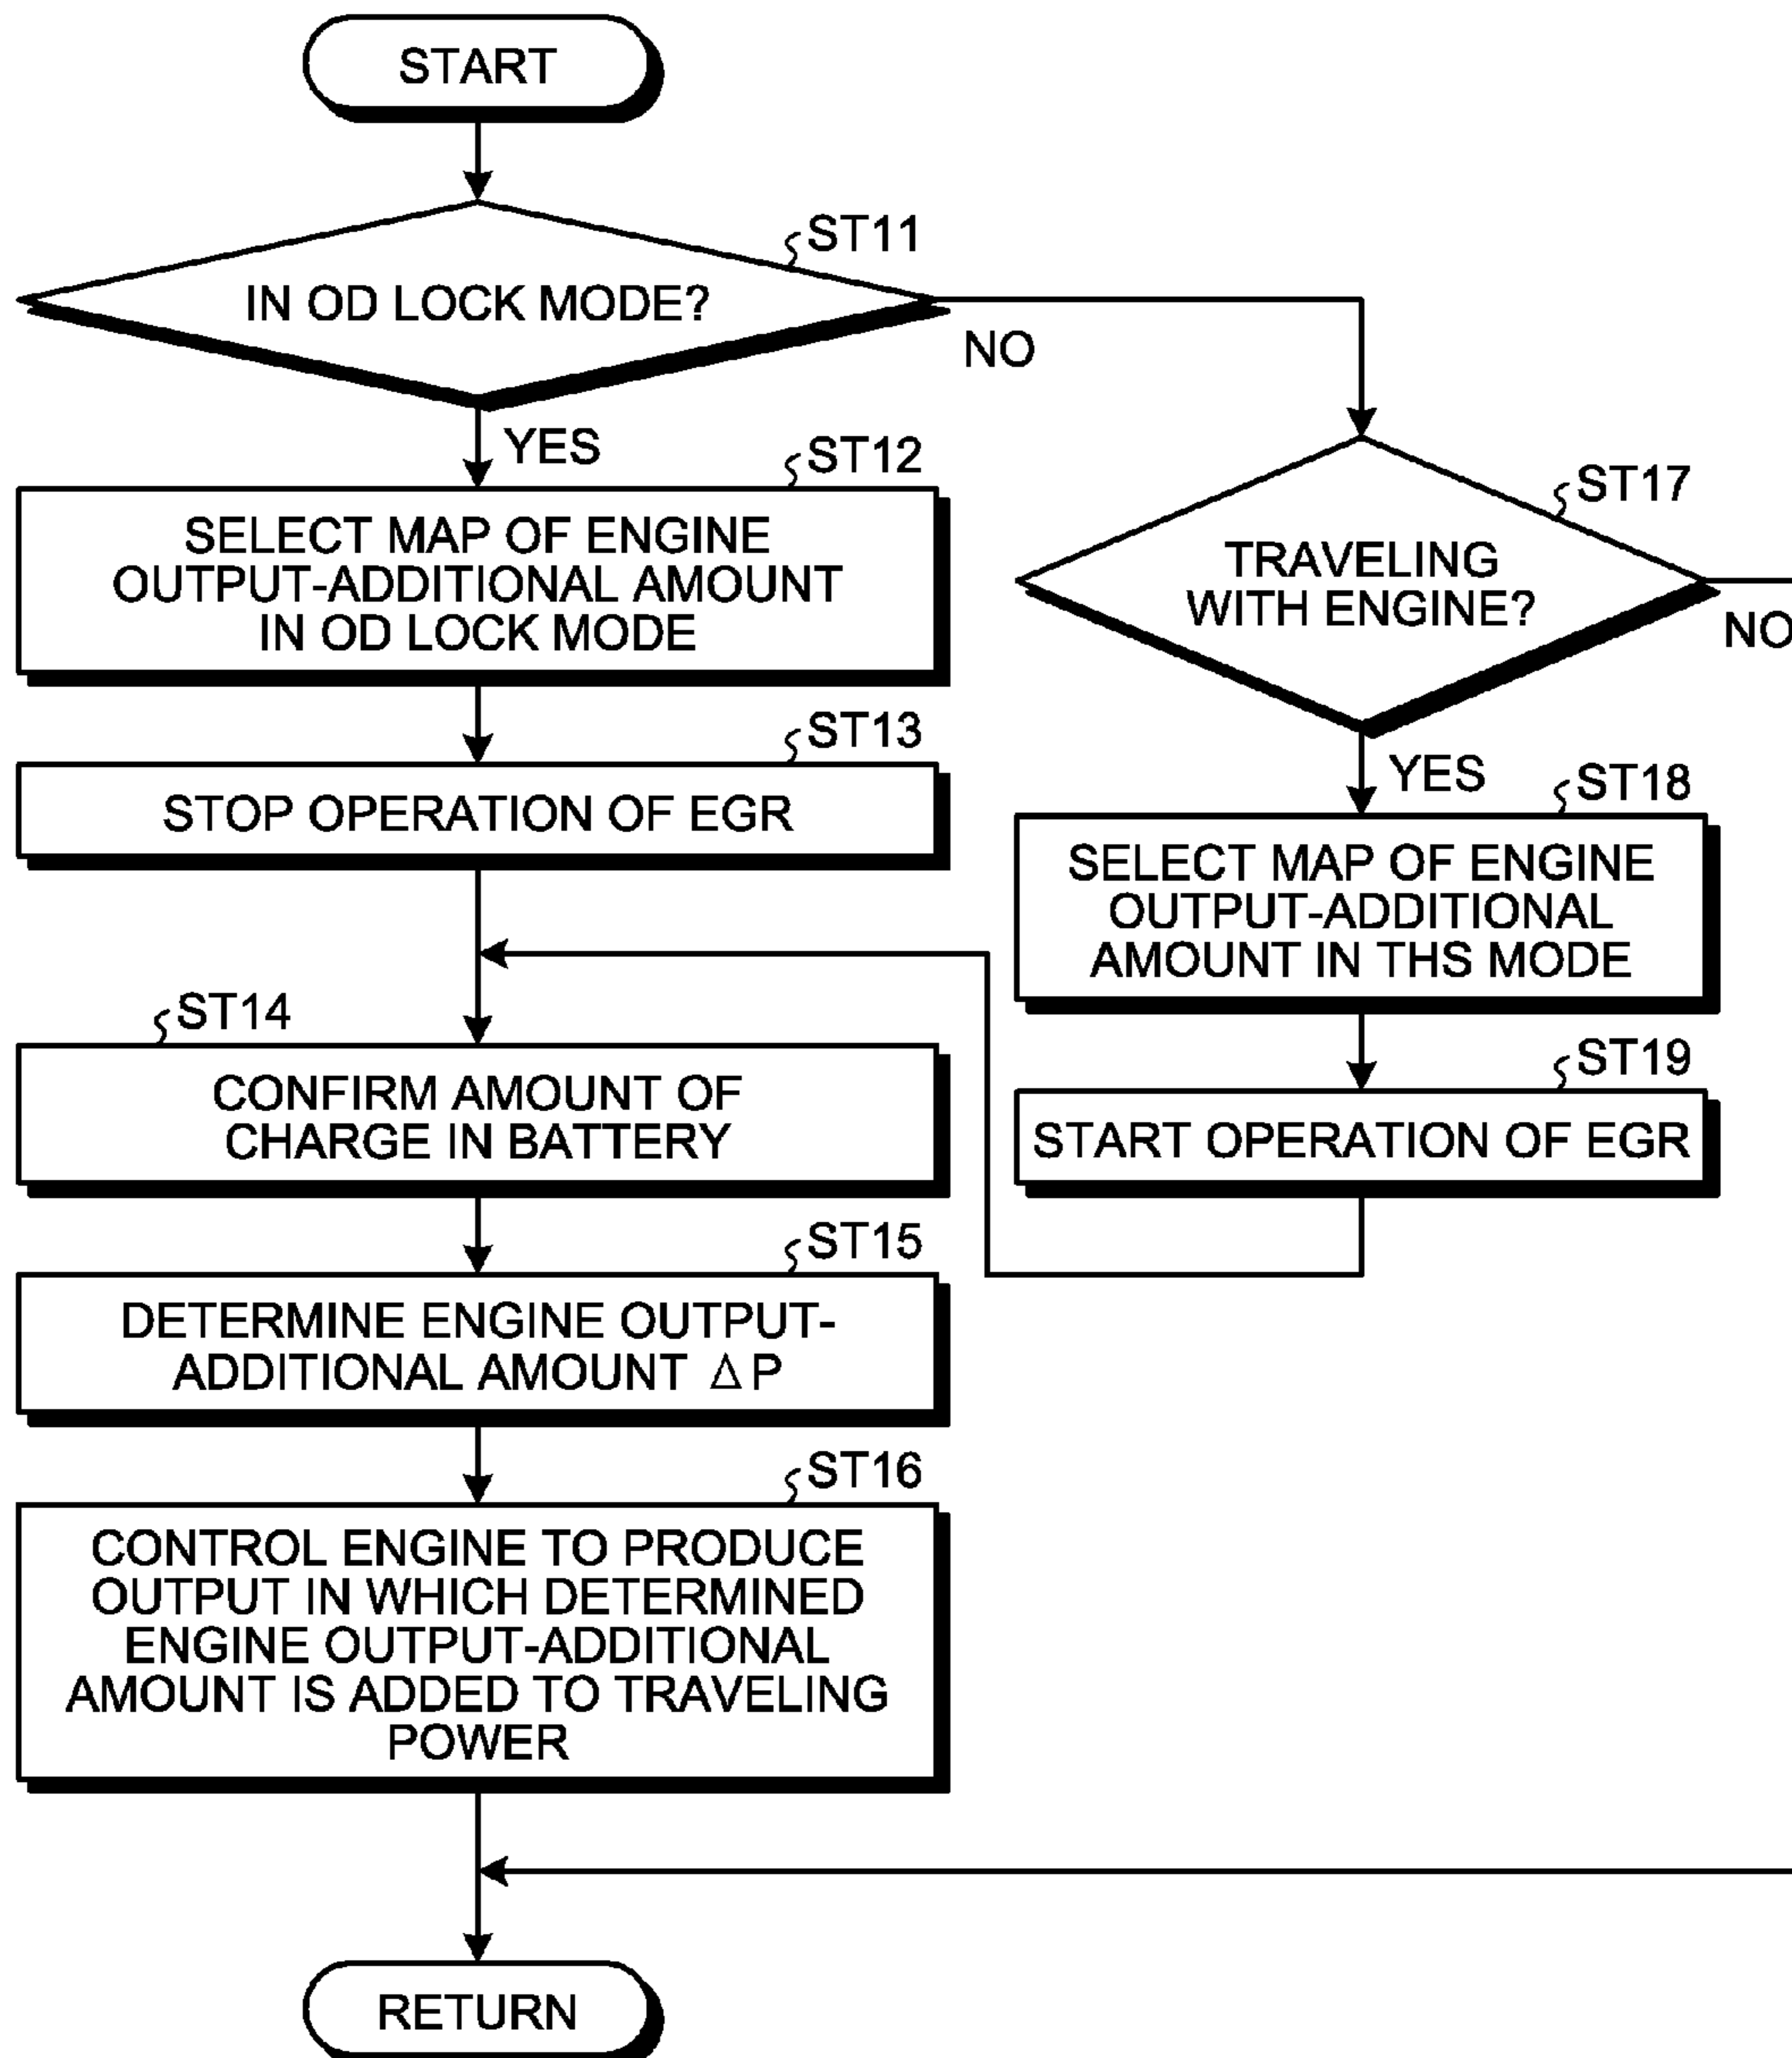 START
ST11
IN OD LOCK MODE?
NO
YES
ST12
SELECT MAP OF ENGINE
OUTPUT-ADDITIONAL AMOUNT
IN OD LOCK MODE
ST13
STOP OPERATION OF EGR
ST14
CONFIRM AMOUNT OF
CHARGE IN BATTERY
ST15
DETERMINE ENGINE OUTPUT-
ADDITIONAL AMOUNT Δ P
ST16
CONTROL ENGINE TO PRODUCE
OUTPUT IN WHICH DETERMINED
ENGINE OUTPUT-ADDITIONAL
AMOUNT IS ADDED TO TRAVELING
POWER
RETURN
ST17
TRAVELING
WITH ENGINE?
NO
YES
ST18
SELECT MAP OF ENGINE
OUTPUT-ADDITIONAL
AMOUNT IN THS MODE
ST19
START OPERATION OF EGR